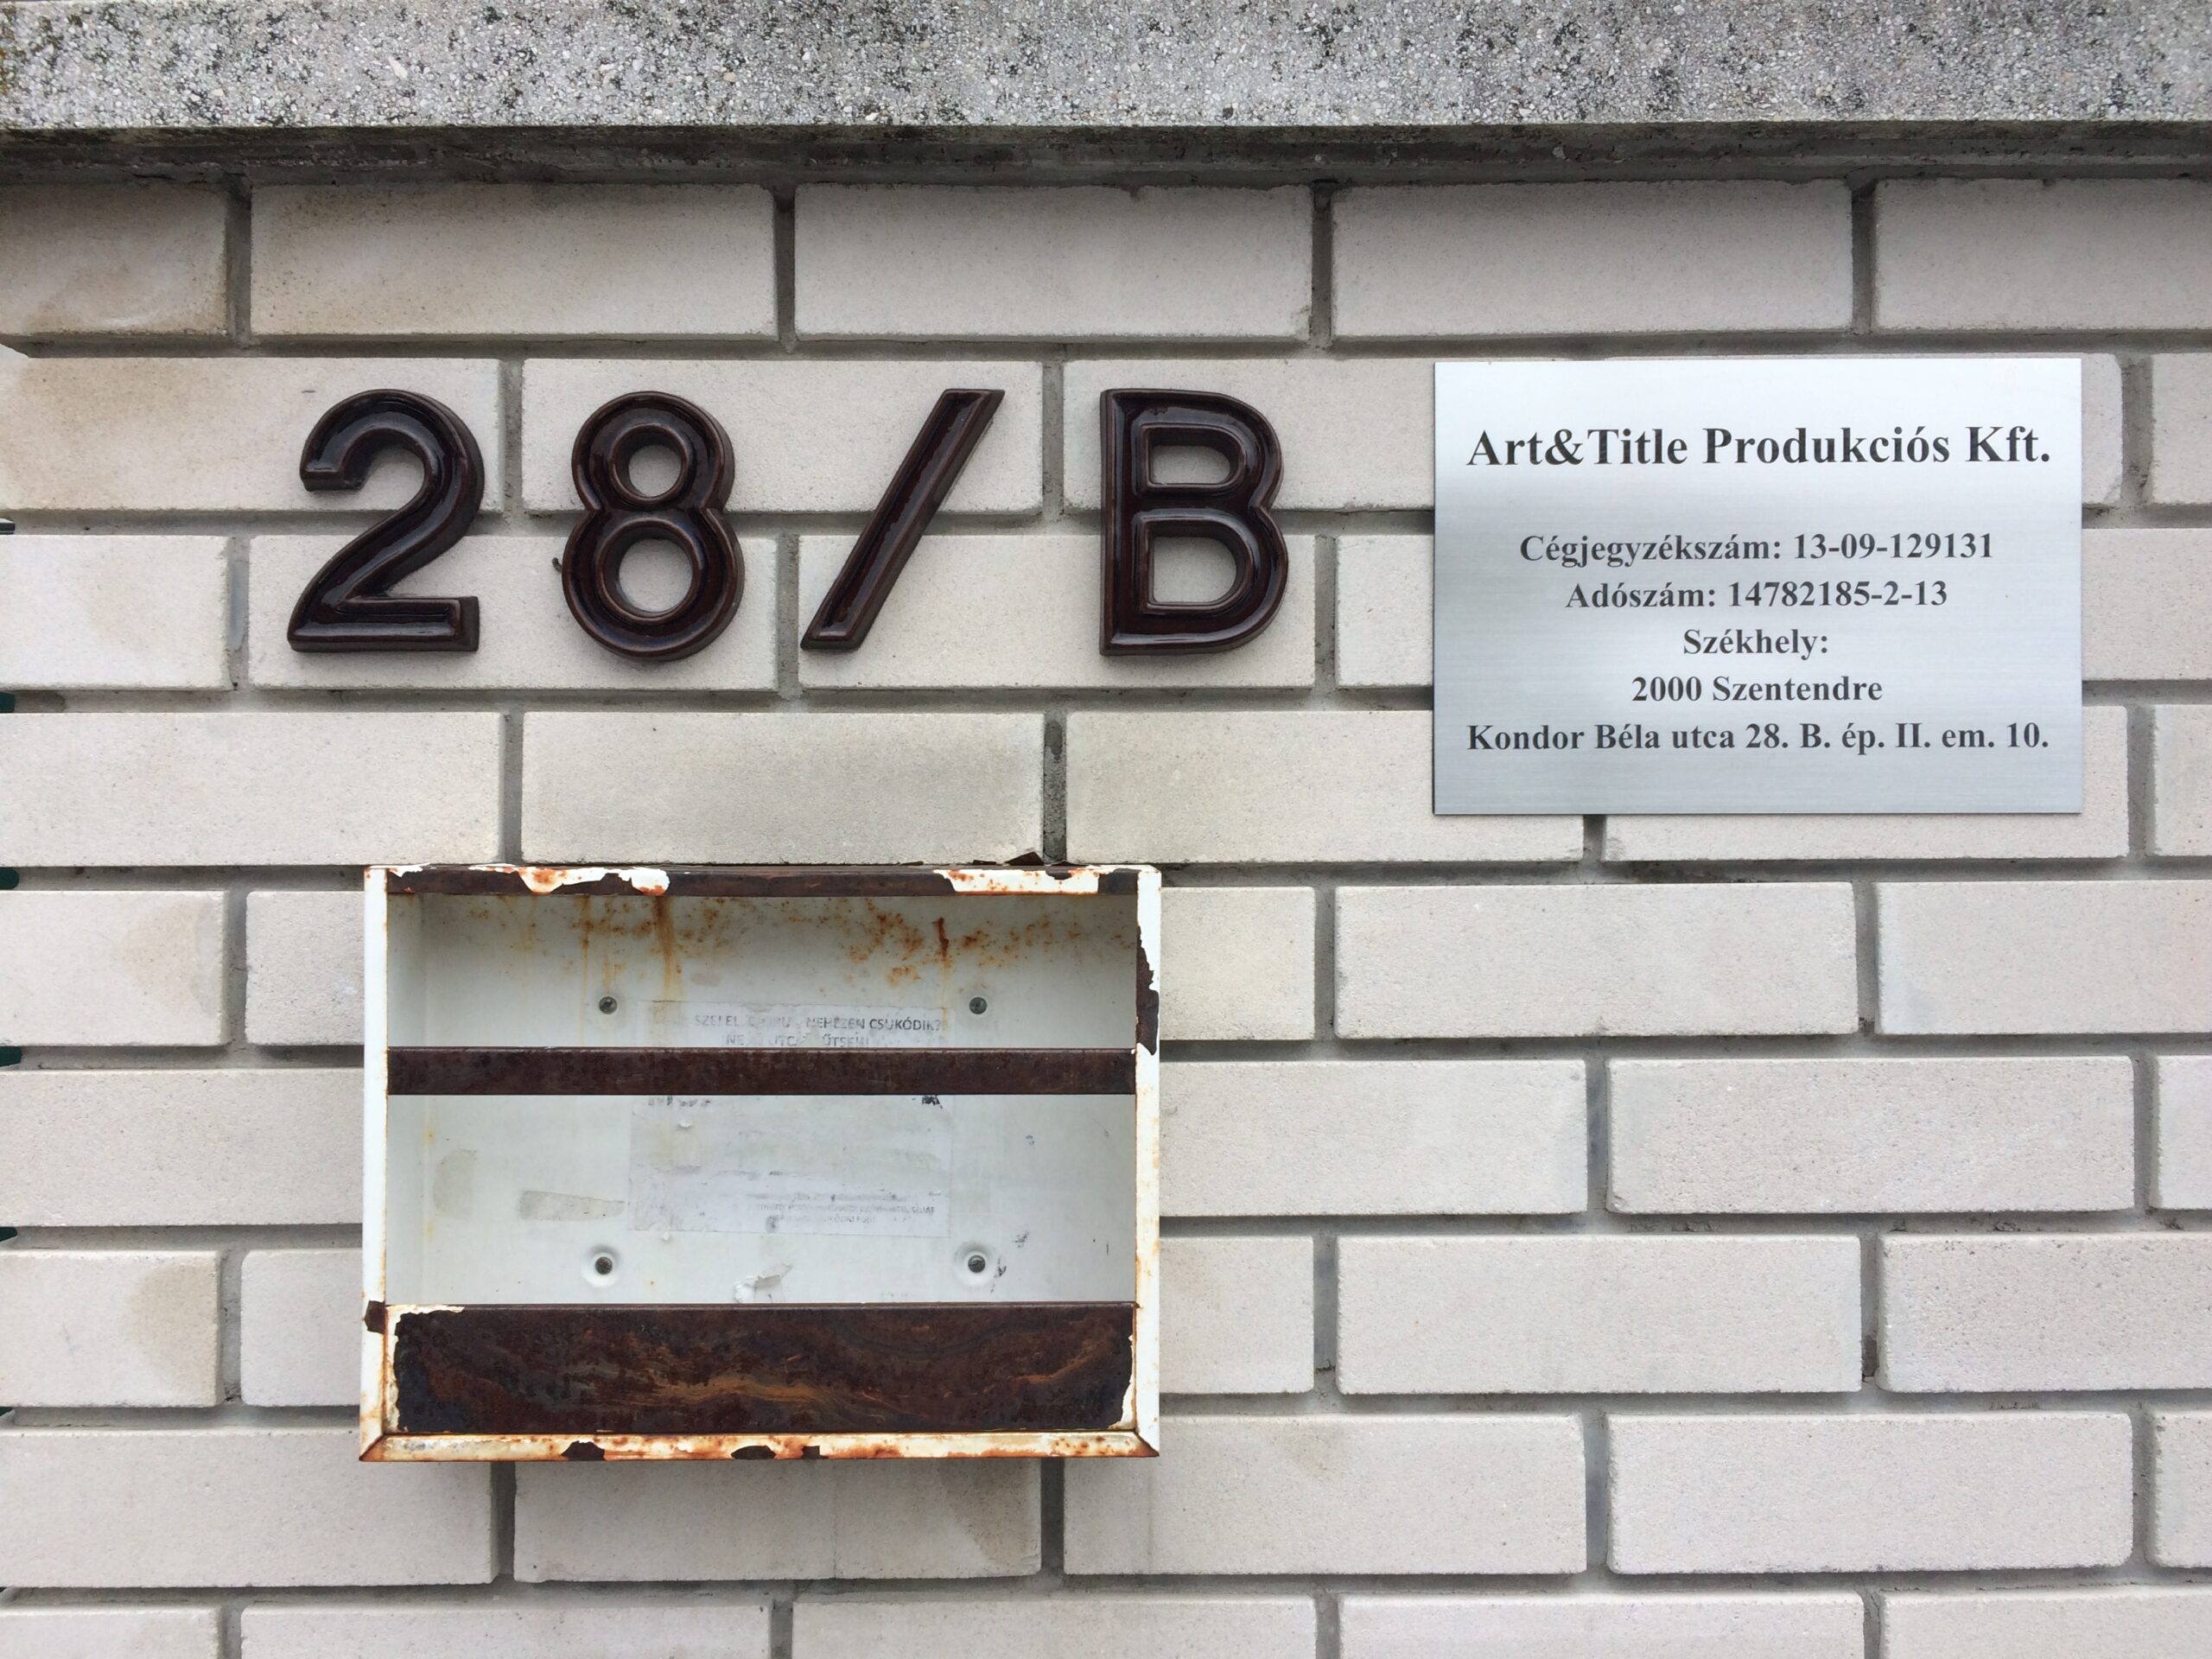 28/B
Art&Title Produkciós Kft.
Cégjegyzékszám: 13-09-129131
Adószám: 14782185-2-13
Székhely:
2000 Szentendre
Kondor Béla utca 28. B. ép. II. em. 10.
NEHEZEN CSUKÓDIK?